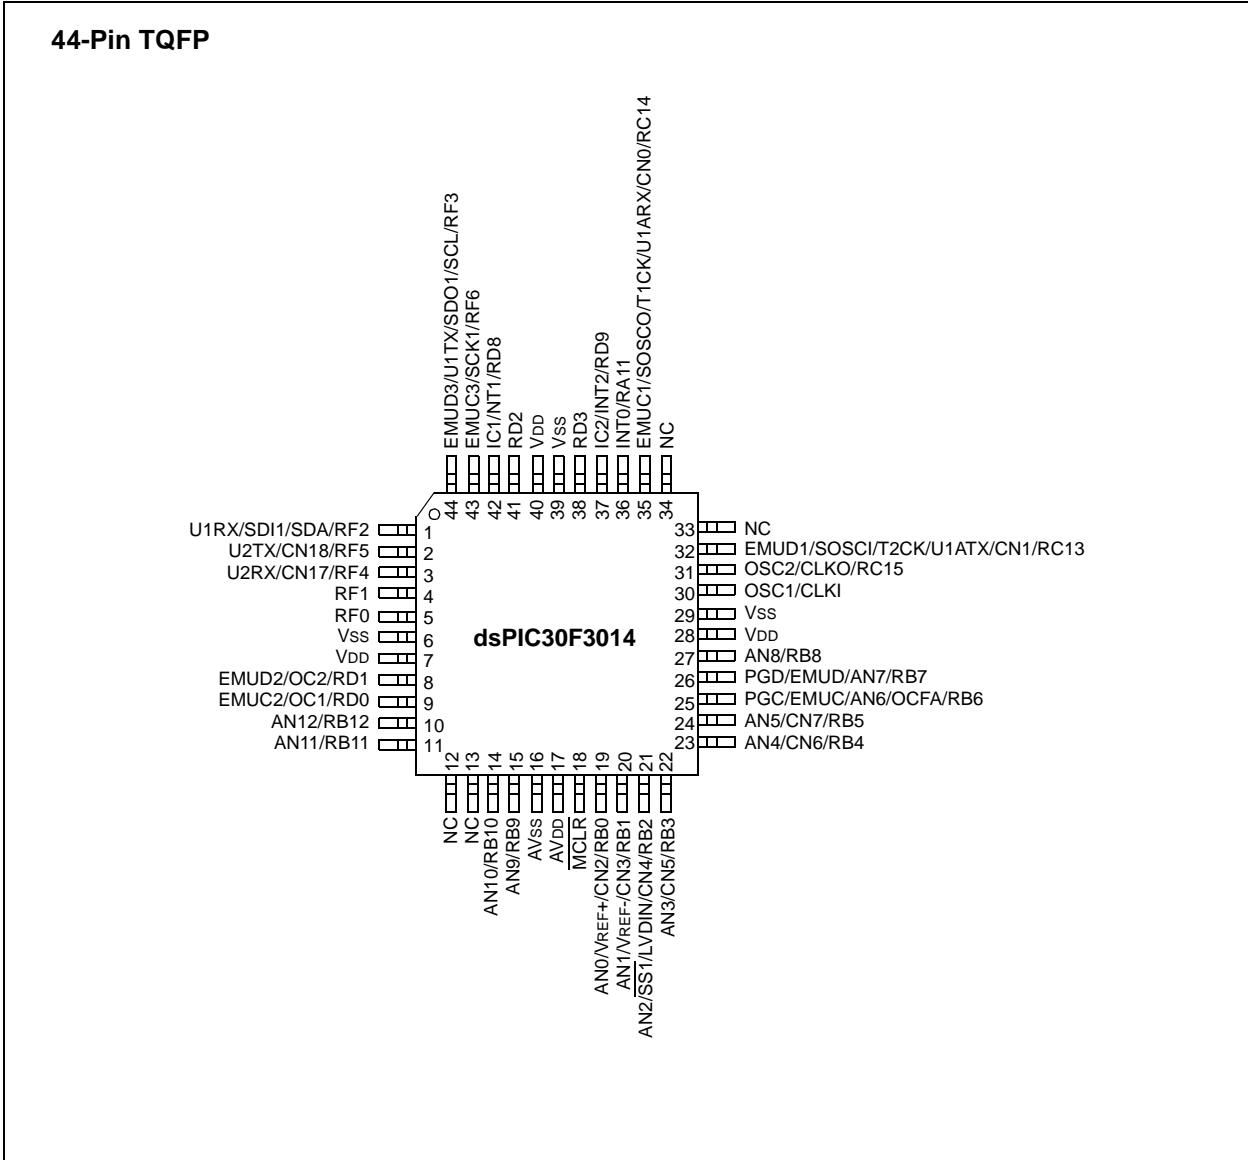 44-Pin TQFP
EMUD3/U1TX/SDO1/SCL/RF3
EMUC3/SCK1/RF6
IC1/NT1/RD8
RD2
VDD
VSS
RD3
IC2/INT2/RD9
INT0/RA11
EMUC1/SOSCO/T1CK/U1ARX/CN0/RC14
NC
44
43
42
41
40
39
38
37
36
35
34
U1RX/SDI1/SDA/RF2 1
U2TX/CN18/RF5 2
U2RX/CN17/RF4 3
RF1 4
RF0 5
VSS 6
VDD 7
EMUD2/OC2/RD1 8
EMUC2/OC1/RD0 9
AN12/RB12 10
AN11/RB11 11
dsPIC30F3014
33 NC
32 EMUD1/SOSCI/T2CK/U1ATX/CN1/RC13
31 OSC2/CLKO/RC15
30 OSC1/CLKI
29 VSS
28 VDD
27 AN8/RB8
26 PGD/EMUD/AN7/RB7
25 PGC/EMUC/AN6/OCFA/RB6
24 AN5/CN7/RB5
23 AN4/CN6/RB4
12
13
14
15
16
17
18
19
20
21
22
NC
NC
AN10/RB10
AN9/RB9
AVSS
AVDD
MCLR
AN0/VREF+/CN2/RB0
AN1/VREF-/CN3/RB1
AN2/SS1/LVDIN/CN4/RB2
AN3/CN5/RB3